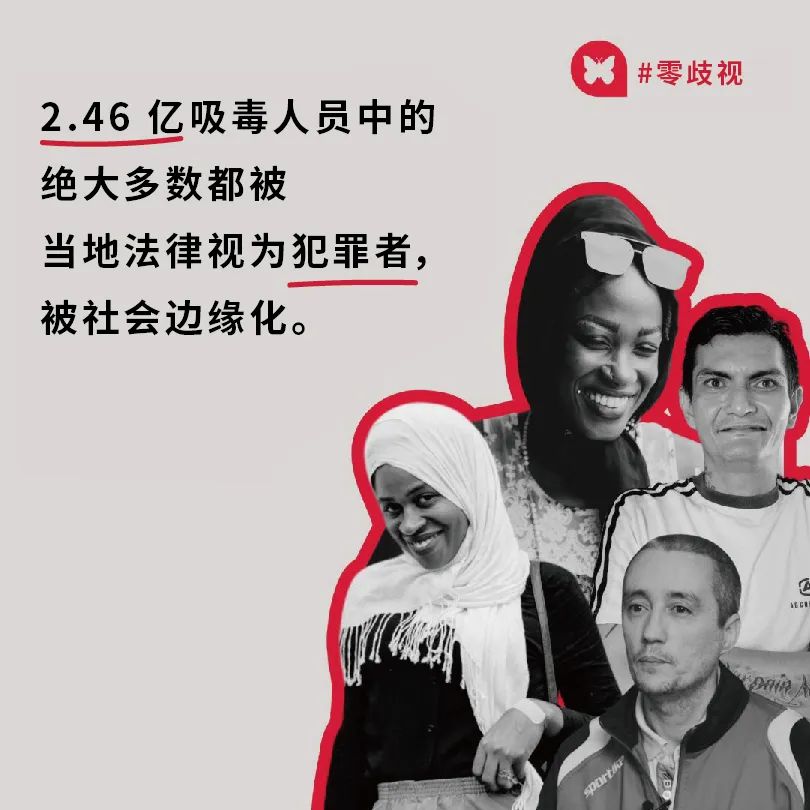 #零歧视
2.46 亿吸毒人员中的
绝大多数都被
当地法律视为犯罪者，
被社会边缘化。
sportika